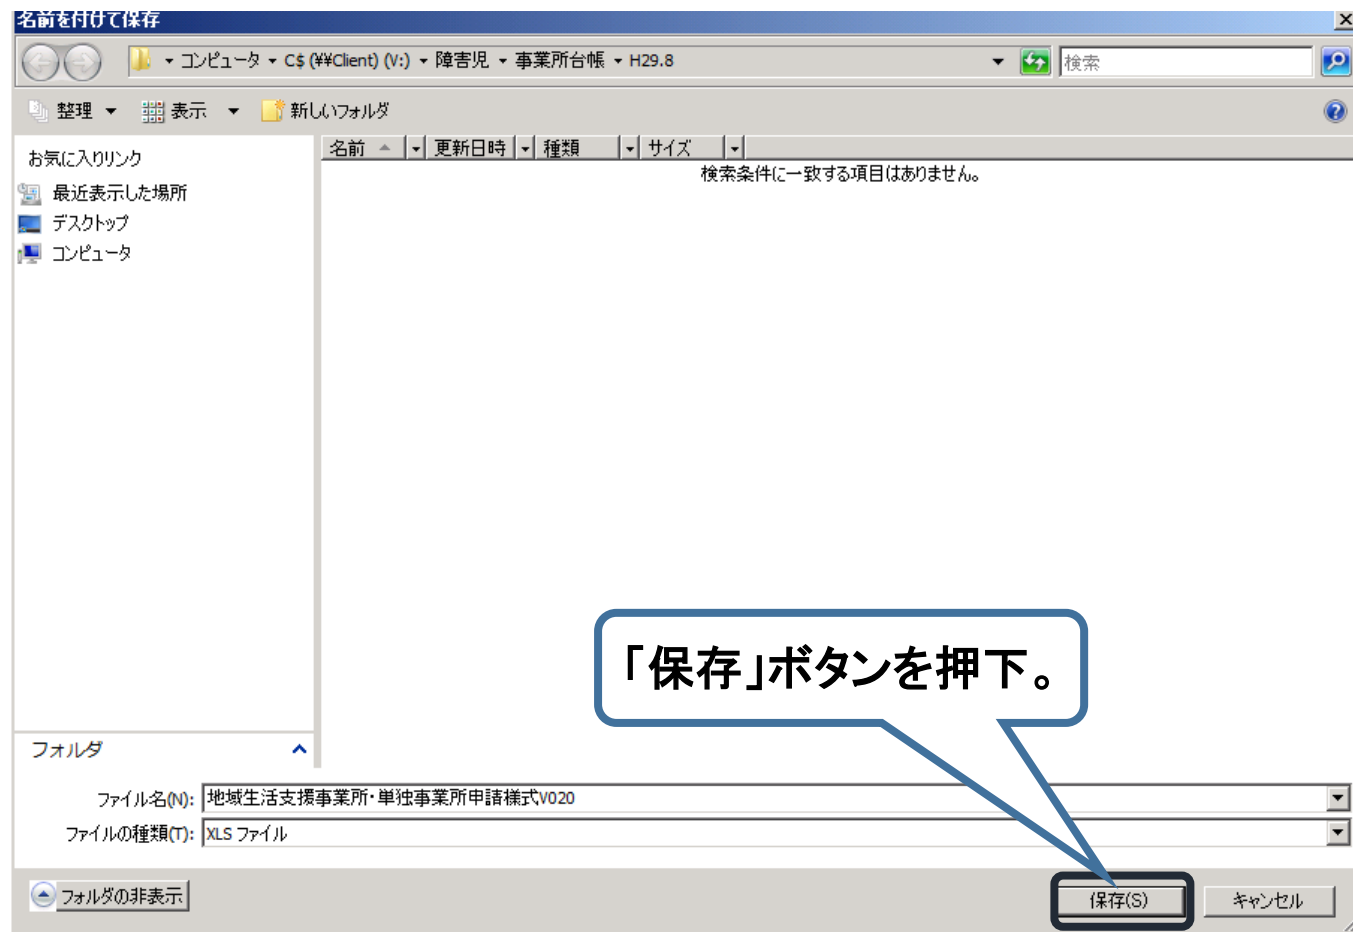 名前を付けて保存
コンピュータ C$ (¥¥Client) (V:) 障害児 事業所台帳 H29.8 検索
整理 表示 新しいフォルダ
お気に入りリンク
最近表示した場所
デスクトップ
コンピュータ
名前 更新日時 種類 サイズ
検索条件に一致する項目はありません。
「保存」ボタンを押下。
フォルダ
ファイル名(N): 地域生活支援事業所・単独事業所申請様式V020
ファイルの種類(T): XLS ファイル
フォルダの非表示 保存(S) キャンセル